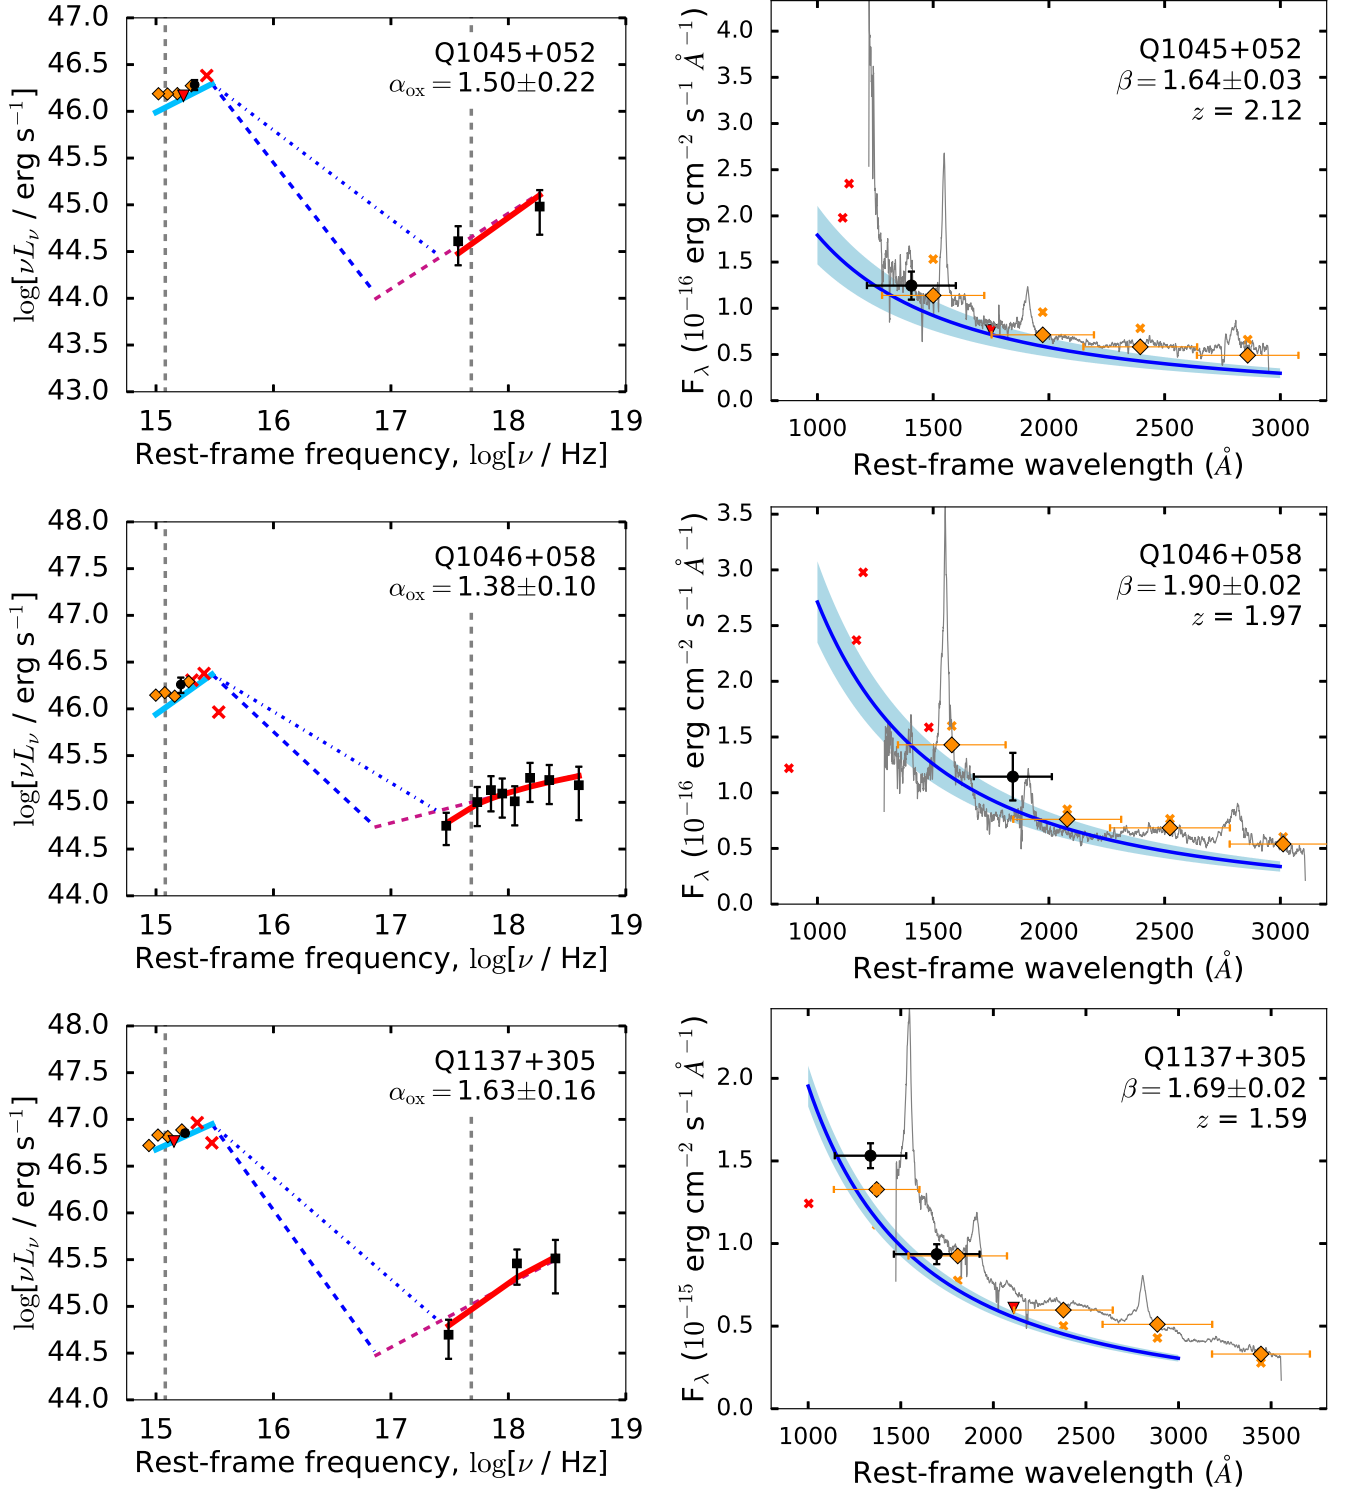 47.0
46.5
46.0
45.5
45.0
44.5
44.0
43.5
43.0
log[νLν / erg s⁻¹]
Q1045+052
αox = 1.50±0.22
15 16 17 18 19
Rest-frame frequency, log[ν / Hz]
4.0
3.5
3.0
2.5
2.0
1.5
1.0
0.5
0.0
Fλ (10⁻¹⁶ erg cm⁻² s⁻¹ Å⁻¹)
Q1045+052
β = 1.64±0.03
z = 2.12
1000 1500 2000 2500 3000
Rest-frame wavelength (Å)
48.0
47.5
47.0
46.5
46.0
45.5
45.0
44.5
44.0
log[νLν / erg s⁻¹]
Q1046+058
αox = 1.38±0.10
15 16 17 18 19
Rest-frame frequency, log[ν / Hz]
3.5
3.0
2.5
2.0
1.5
1.0
0.5
0.0
Fλ (10⁻¹⁶ erg cm⁻² s⁻¹ Å⁻¹)
Q1046+058
β = 1.90±0.02
z = 1.97
1000 1500 2000 2500 3000
Rest-frame wavelength (Å)
48.0
47.5
47.0
46.5
46.0
45.5
45.0
44.5
44.0
log[νLν / erg s⁻¹]
Q1137+305
αox = 1.63±0.16
15 16 17 18 19
Rest-frame frequency, log[ν / Hz]
2.0
1.5
1.0
0.5
0.0
Fλ (10⁻¹⁵ erg cm⁻² s⁻¹ Å⁻¹)
Q1137+305
β = 1.69±0.02
z = 1.59
1000 1500 2000 2500 3000 3500
Rest-frame wavelength (Å)